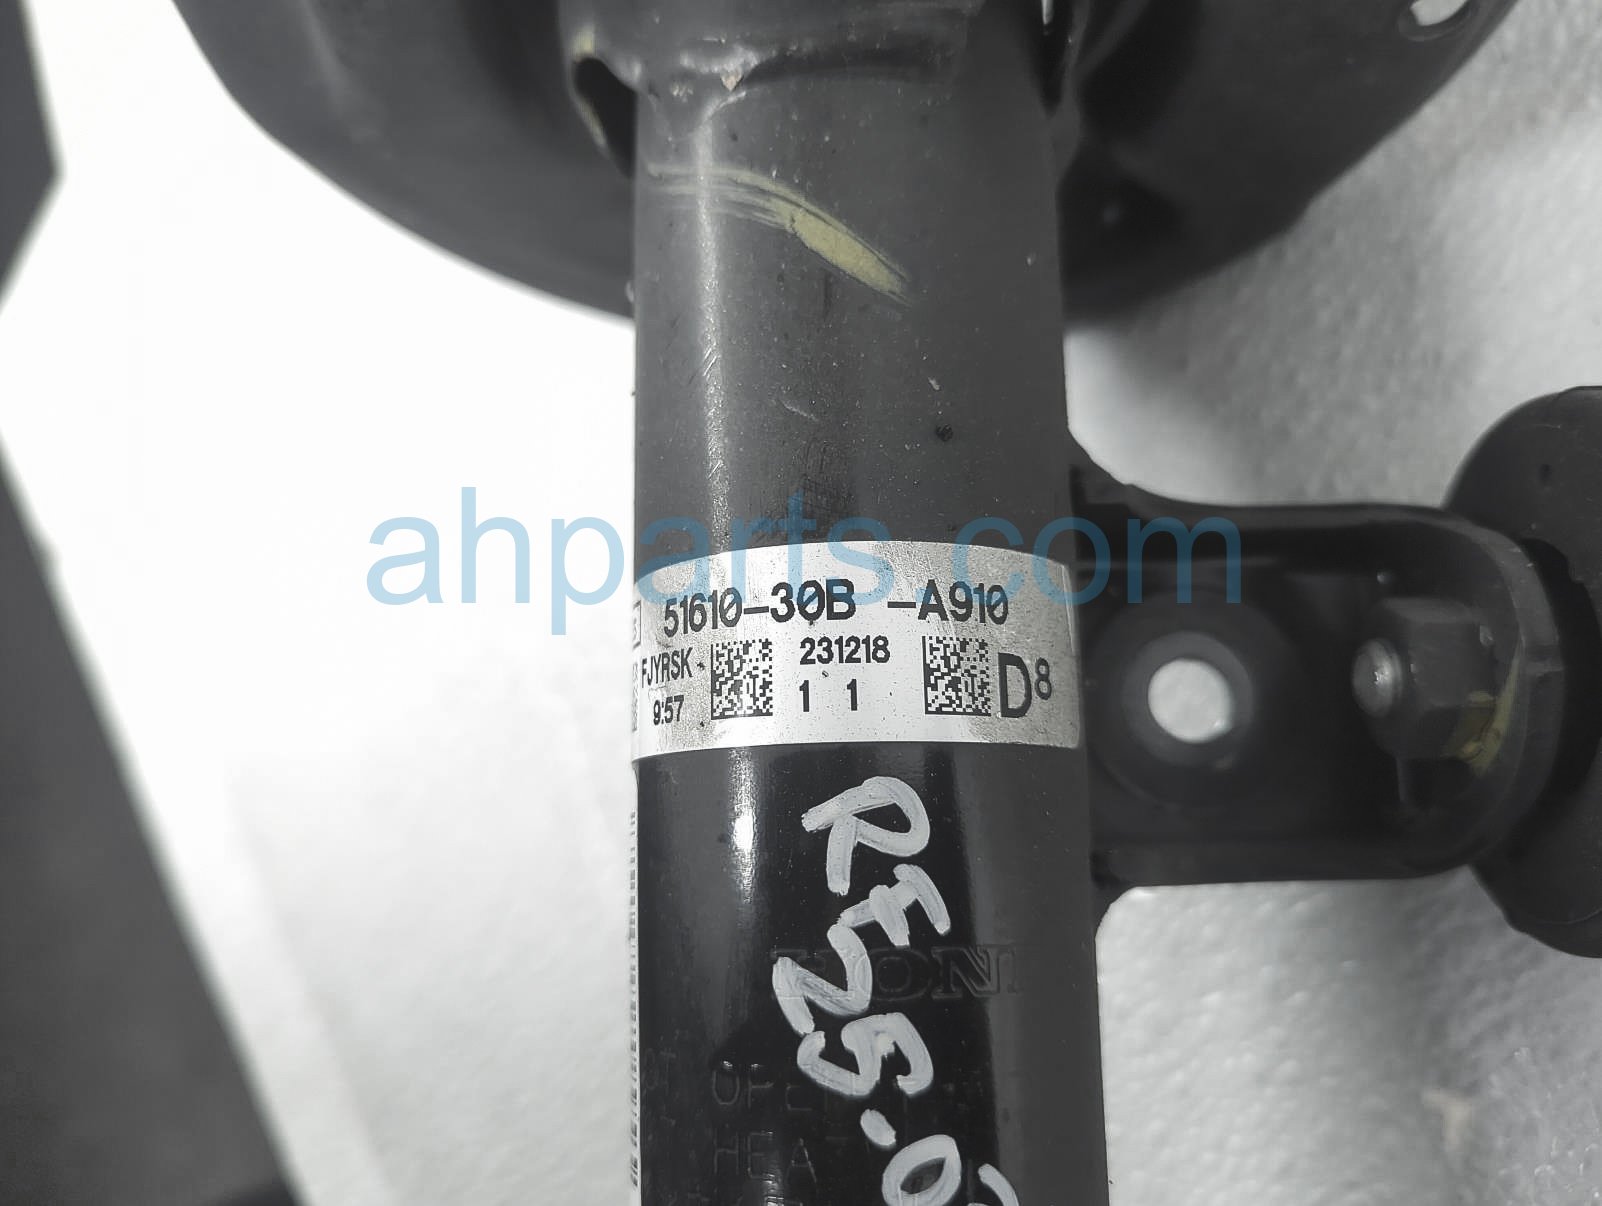 ahparts.com
51610-30B -A910
FJYRSK 231218
9:57 1 1 D8
RE25.0
HON
OPE
HEA